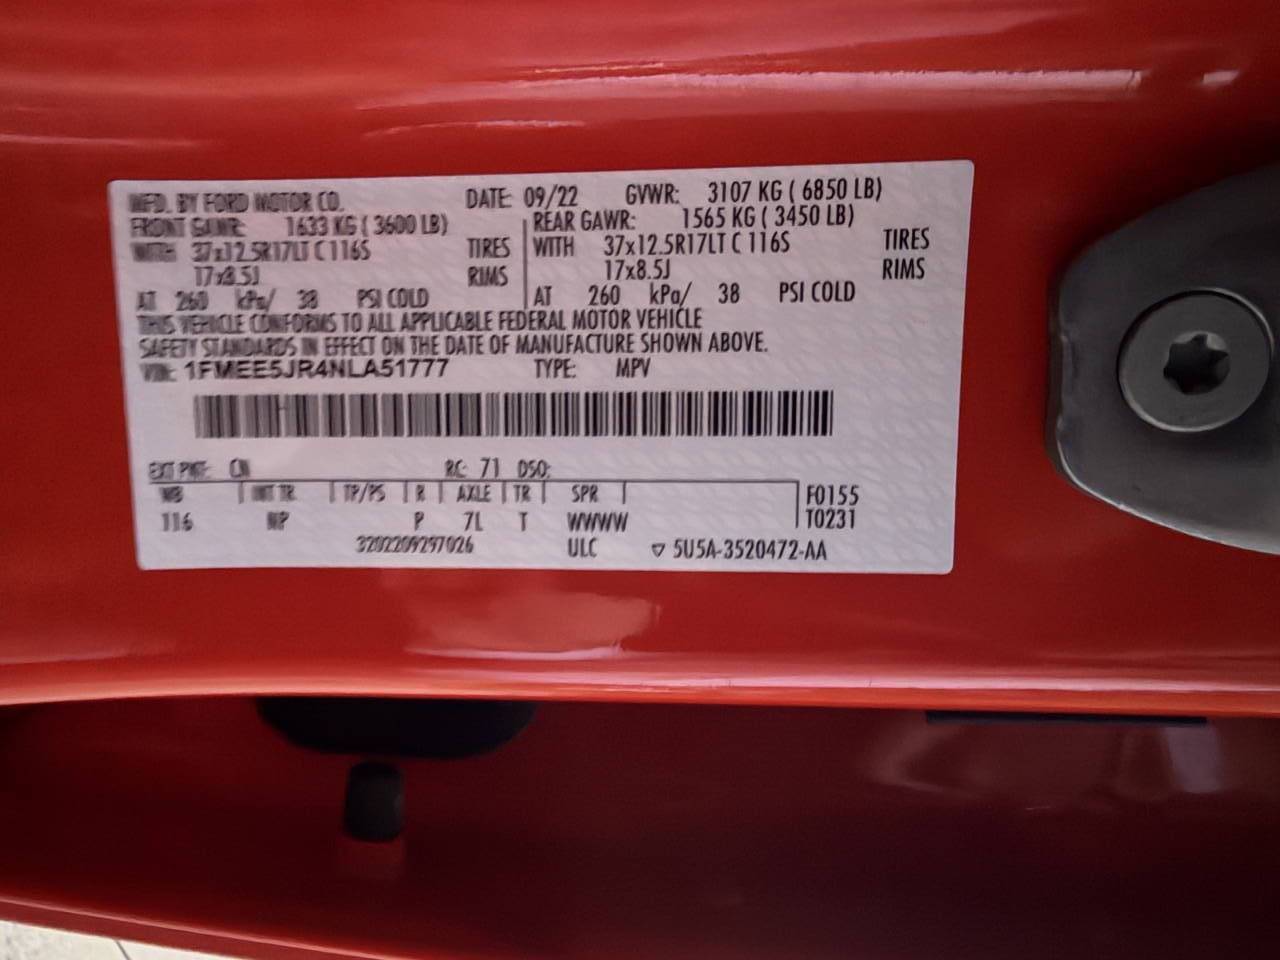 MFD. BY FORD MOTOR CO. DATE: 09/22 GVWR: 3107 KG ( 6850 LB)
FRONT GAWR: 1633 KG ( 3600 LB) REAR GAWR: 1565 KG ( 3450 LB)
WITH 37x12.5R17LT C 116S TIRES WITH 37x12.5R17LT C 116S TIRES
17x8.5J RIMS 17x8.5J RIMS
AT 260 kPa/ 38 PSI COLD AT 260 kPa/ 38 PSI COLD
THIS VEHICLE CONFORMS TO ALL APPLICABLE FEDERAL MOTOR VEHICLE
SAFETY STANDARDS IN EFFECT ON THE DATE OF MANUFACTURE SHOWN ABOVE.
VIN: 1FMEE5JR4NLA51777 TYPE: MPV
EXT PNT: CN RC: 71 DSO:
WB INT TR TP/PS R AXLE TR SPR F0155
116 NP P 7L T WWWW T0231
3202209297026 ULC ▽ 5U5A-3520472-AA